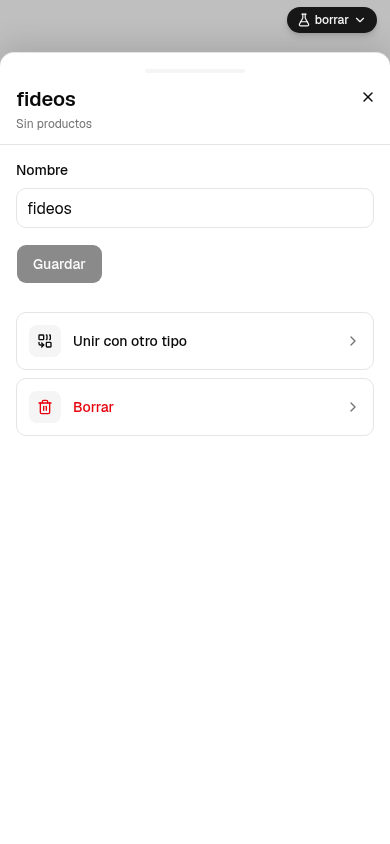 borrar
fideos
Sin productos
Nombre
fideos
Guardar
Unir con otro tipo
Borrar